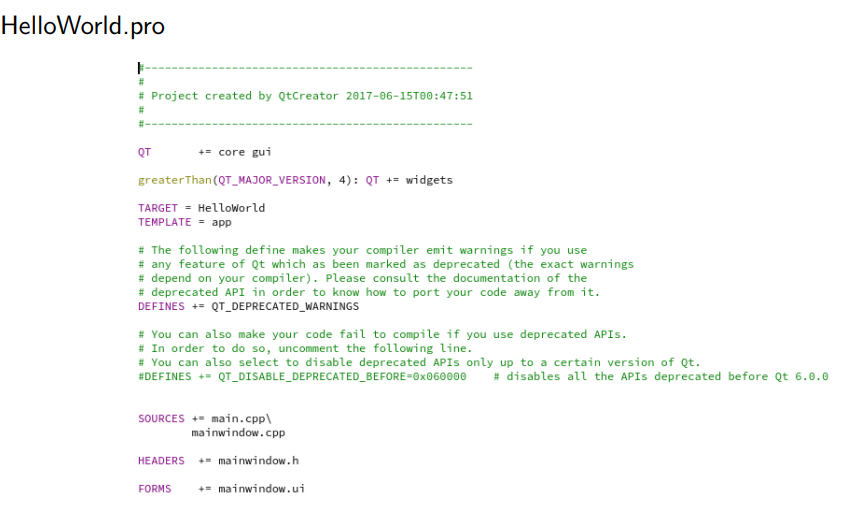 HelloWorld.pro
#-------------------------------------------------
#
# Project created by QtCreator 2017-06-15T00:47:51
#
#-------------------------------------------------
QT       += core gui
greaterThan(QT_MAJOR_VERSION, 4): QT += widgets
TARGET = HelloWorld
TEMPLATE = app
# The following define makes your compiler emit warnings if you use
# any feature of Qt which as been marked as deprecated (the exact warnings
# depend on your compiler). Please consult the documentation of the
# deprecated API in order to know how to port your code away from it.
DEFINES += QT_DEPRECATED_WARNINGS
# You can also make your code fail to compile if you use deprecated APIs.
# In order to do so, uncomment the following line.
# You can also select to disable deprecated APIs only up to a certain version of Qt.
#DEFINES += QT_DISABLE_DEPRECATED_BEFORE=0x060000    # disables all the APIs deprecated before Qt 6.0.0
SOURCES += main.cpp\
        mainwindow.cpp
HEADERS  += mainwindow.h
FORMS    += mainwindow.ui